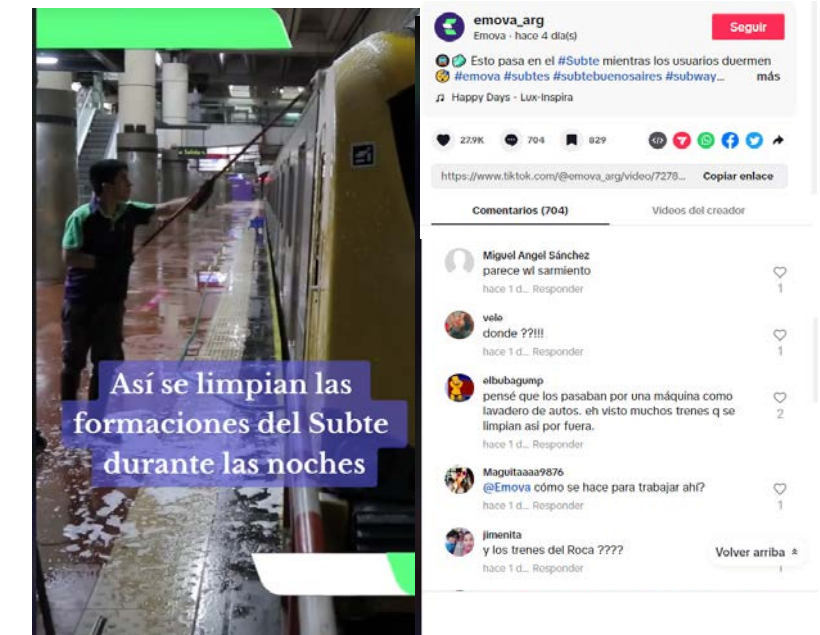 Así se limpian las
formaciones del Subte
durante las noches
emova_arg
Emova · hace 4 día(s)
Seguir
Esto pasa en el #Subte mientras los usuarios duermen
#emova #subtes #subtebuenosaires #subway...
más
Happy Days - Lux-Inspira
27.9K
704
829
https://www.tiktok.com/@emova_arg/video/7278...
Copiar enlace
Comentarios (704)
Videos del creador
Miguel Angel Sánchez
parece wl sarmiento
hace 1 d... Responder
1
vele
donde ??!!!
hace 1 d... Responder
1
elbubagump
pensé que los pasaban por una máquina como
lavadero de autos. eh visto muchos trenes q se
limpian asi por fuera.
hace 1 d... Responder
2
Maguitaaaa9876
@Emova cómo se hace para trabajar ahí?
hace 1 d... Responder
1
jimenita
y los trenes del Roca ????
hace 1 d... Responder
Volver arriba